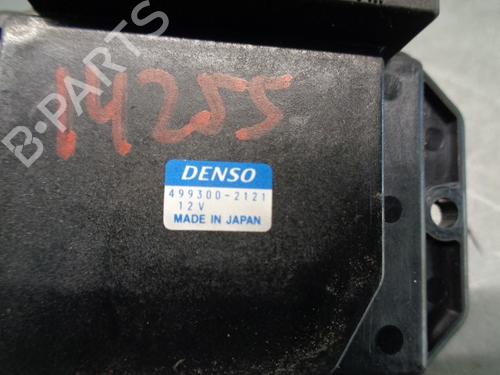 B-PARTS
14255
DENSO
499300-2121
12V
MADE IN JAPAN